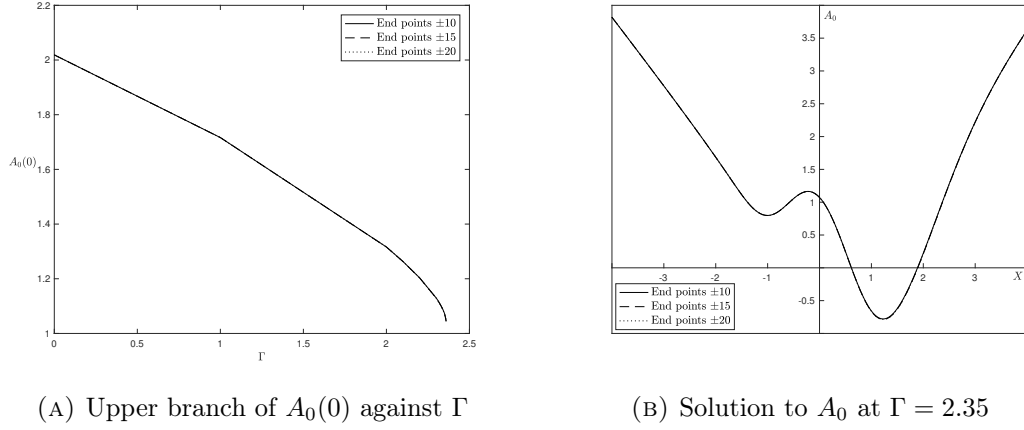 2.2
2
1.8
A₀(0)
1.6
1.4
1.2
1
0 0.5 1 1.5 2 2.5
Γ
End points ±10
End points ±15
End points ±20
(A) Upper branch of A₀(0) against Γ
A₀
3.5
3
2.5
2
1.5
1
0.5
-0.5
-3 -2 -1 1 2 3 X
End points ±10
End points ±15
End points ±20
(B) Solution to A₀ at Γ = 2.35